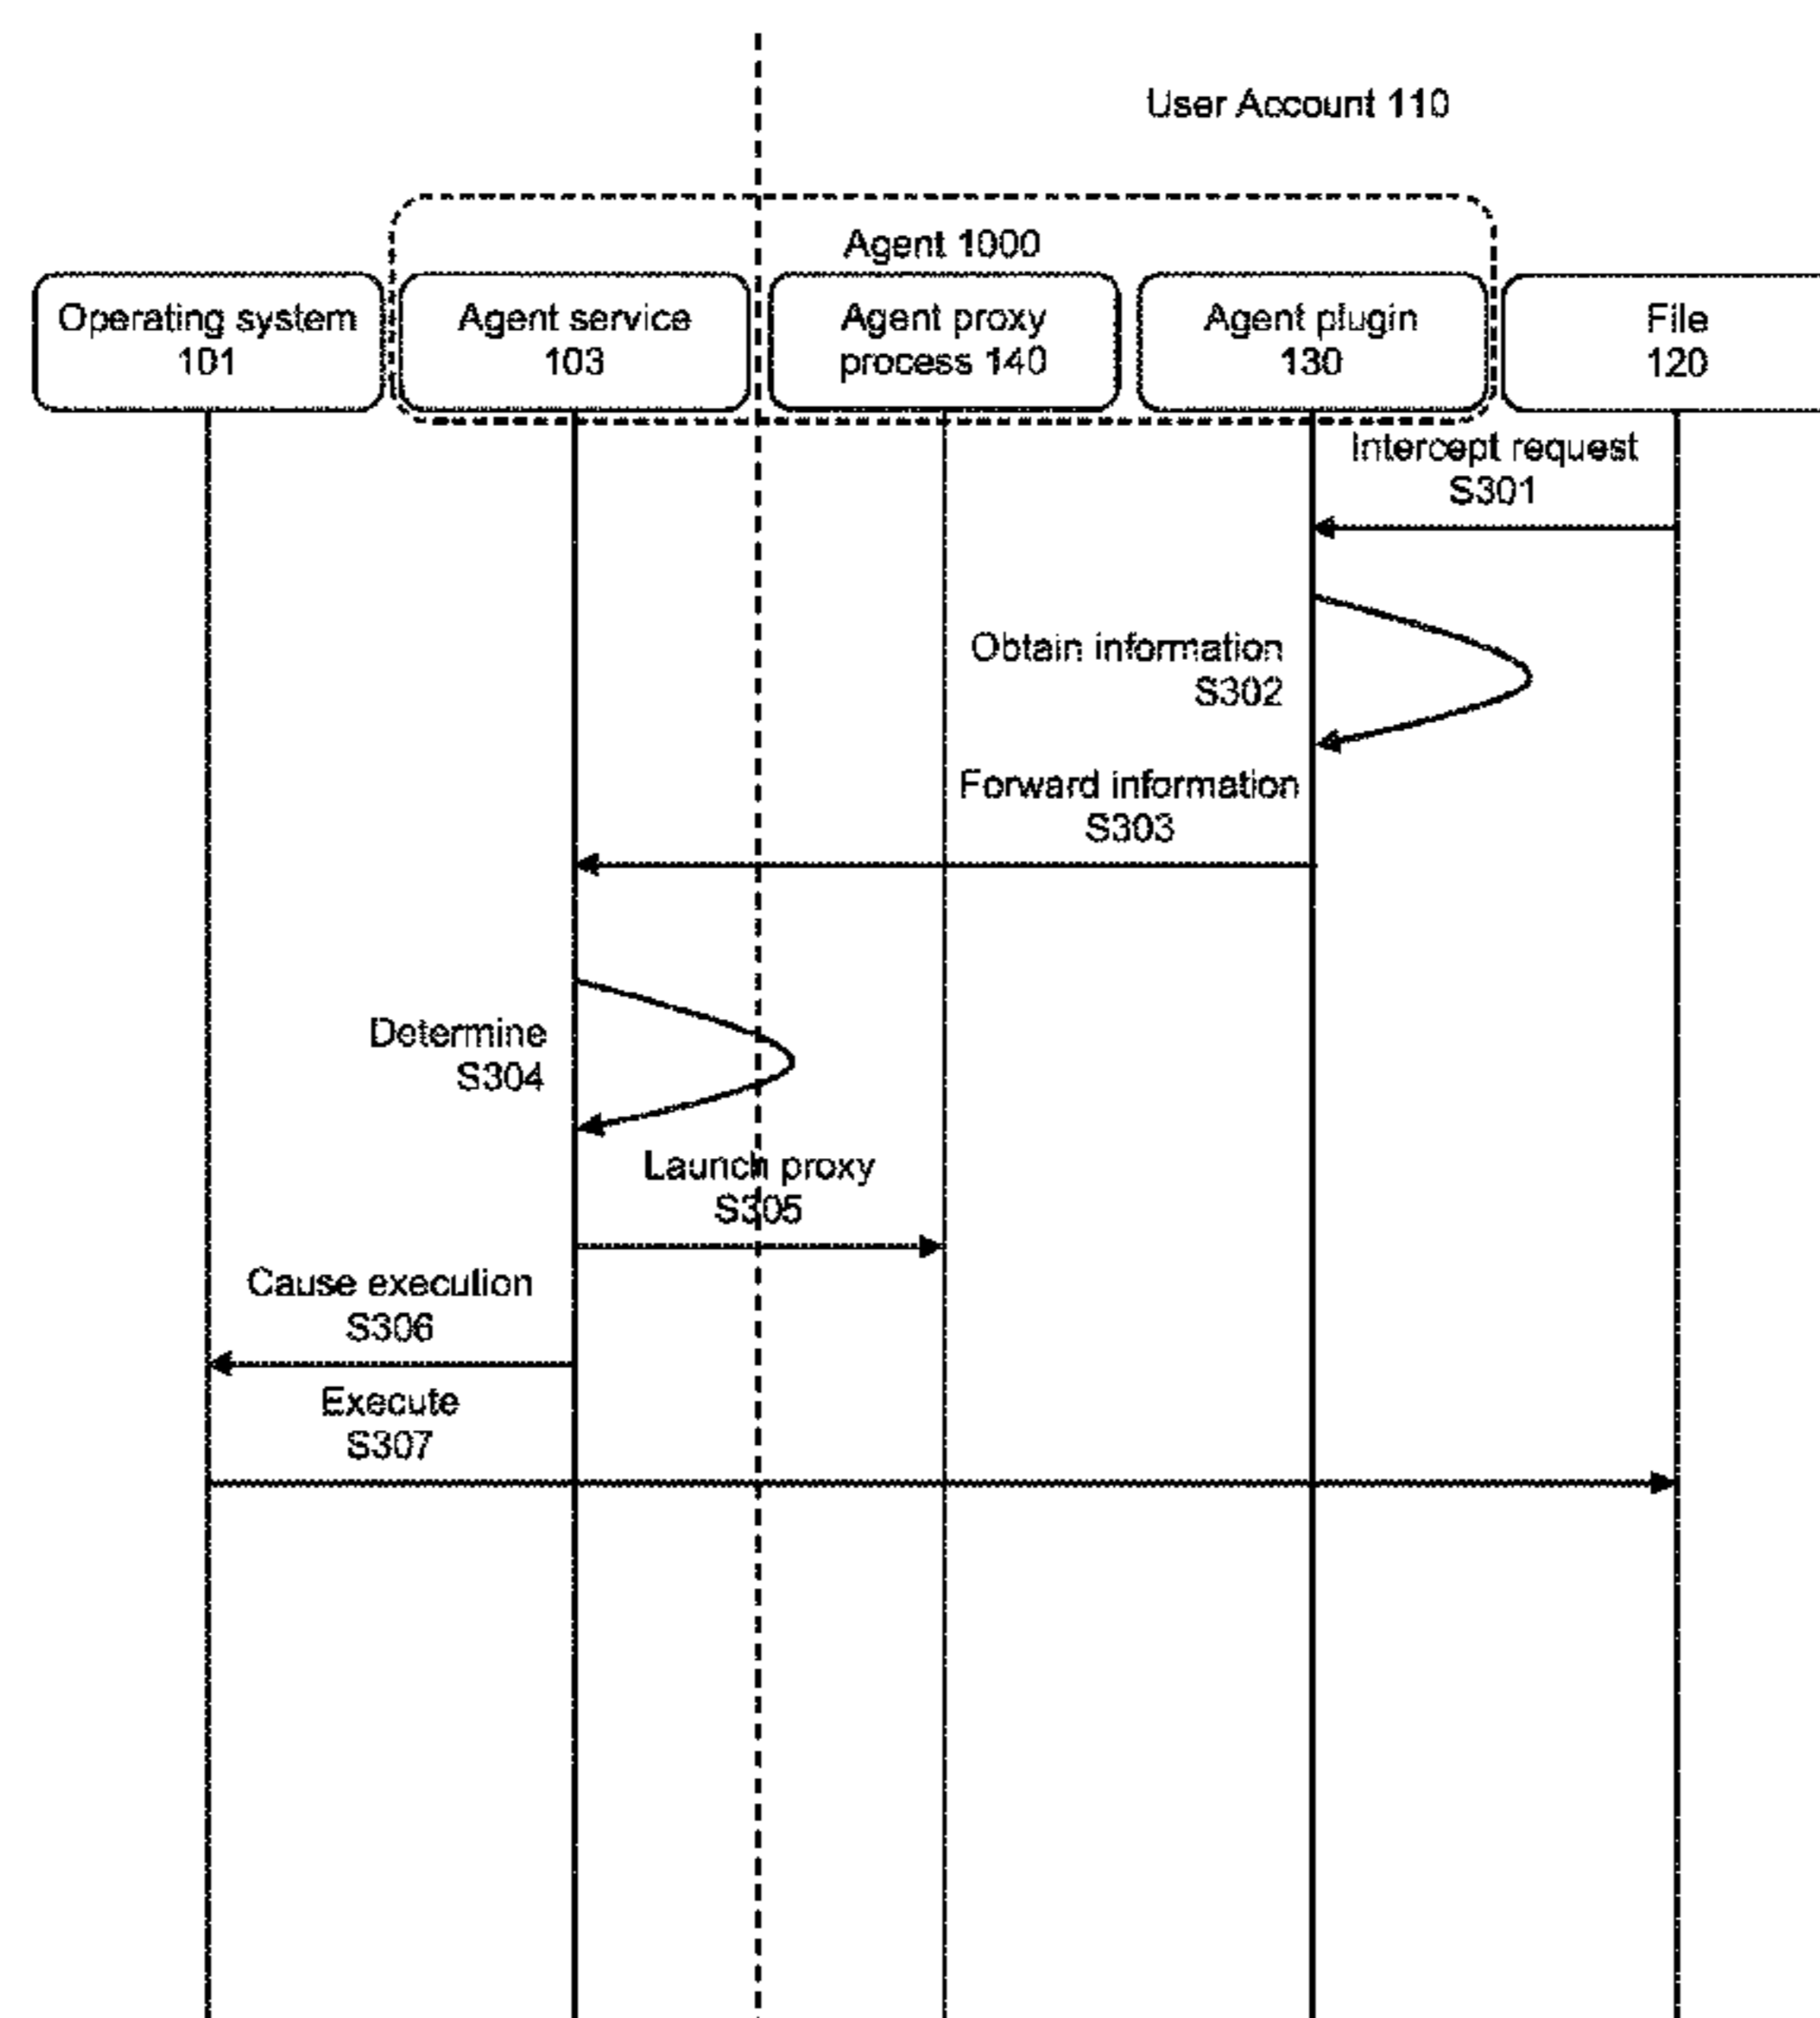 User Account 110
Agent 1000
Operating system
101
Agent service
103
Agent proxy
process 140
Agent plugin
130
File
120
Intercept request
S301
Obtain information
S302
Forward information
S303
Determine
S304
Launch proxy
S305
Cause execution
S306
Execute
S307